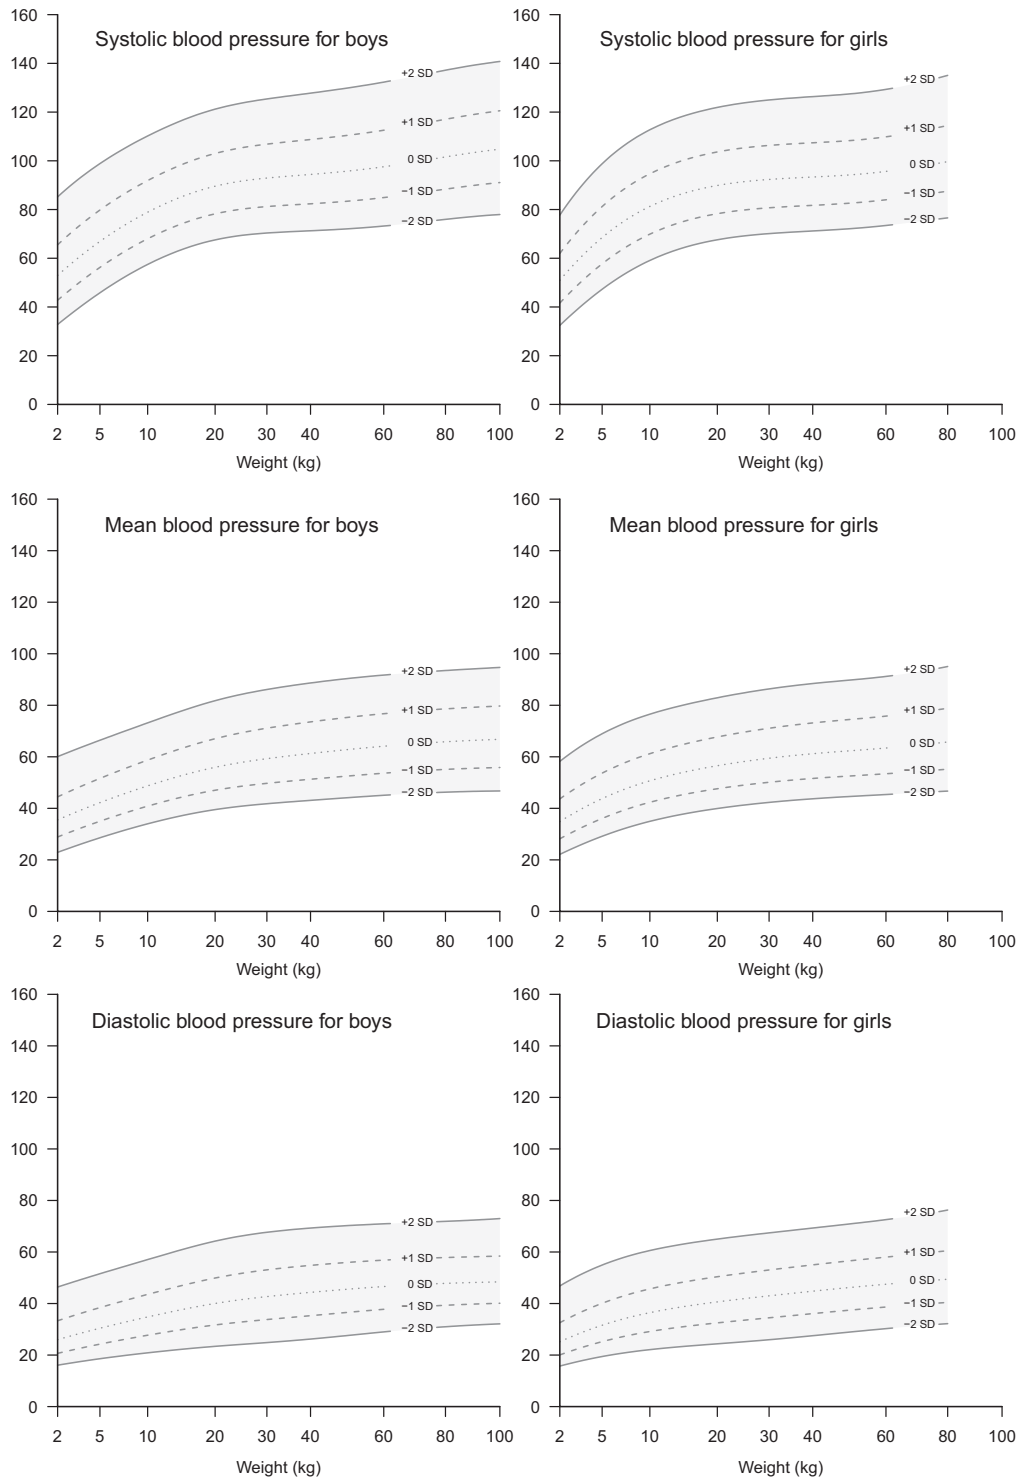 160
140
120
100
80
60
40
20
0
Systolic blood pressure for boys
+2 SD
+1 SD
0 SD
−1 SD
−2 SD
2 5 10 20 30 40 60 80 100
Weight (kg)
160
140
120
100
80
60
40
20
0
Systolic blood pressure for girls
+2 SD
+1 SD
0 SD
−1 SD
−2 SD
2 5 10 20 30 40 60 80 100
Weight (kg)
160
140
120
100
80
60
40
20
0
Mean blood pressure for boys
+2 SD
+1 SD
0 SD
−1 SD
−2 SD
2 5 10 20 30 40 60 80 100
Weight (kg)
160
140
120
100
80
60
40
20
0
Mean blood pressure for girls
+2 SD
+1 SD
0 SD
−1 SD
−2 SD
2 5 10 20 30 40 60 80 100
Weight (kg)
160
140
120
100
80
60
40
20
0
Diastolic blood pressure for boys
+2 SD
+1 SD
0 SD
−1 SD
−2 SD
2 5 10 20 30 40 60 80 100
Weight (kg)
160
140
120
100
80
60
40
20
0
Diastolic blood pressure for girls
+2 SD
+1 SD
0 SD
−1 SD
−2 SD
2 5 10 20 30 40 60 80 100
Weight (kg)